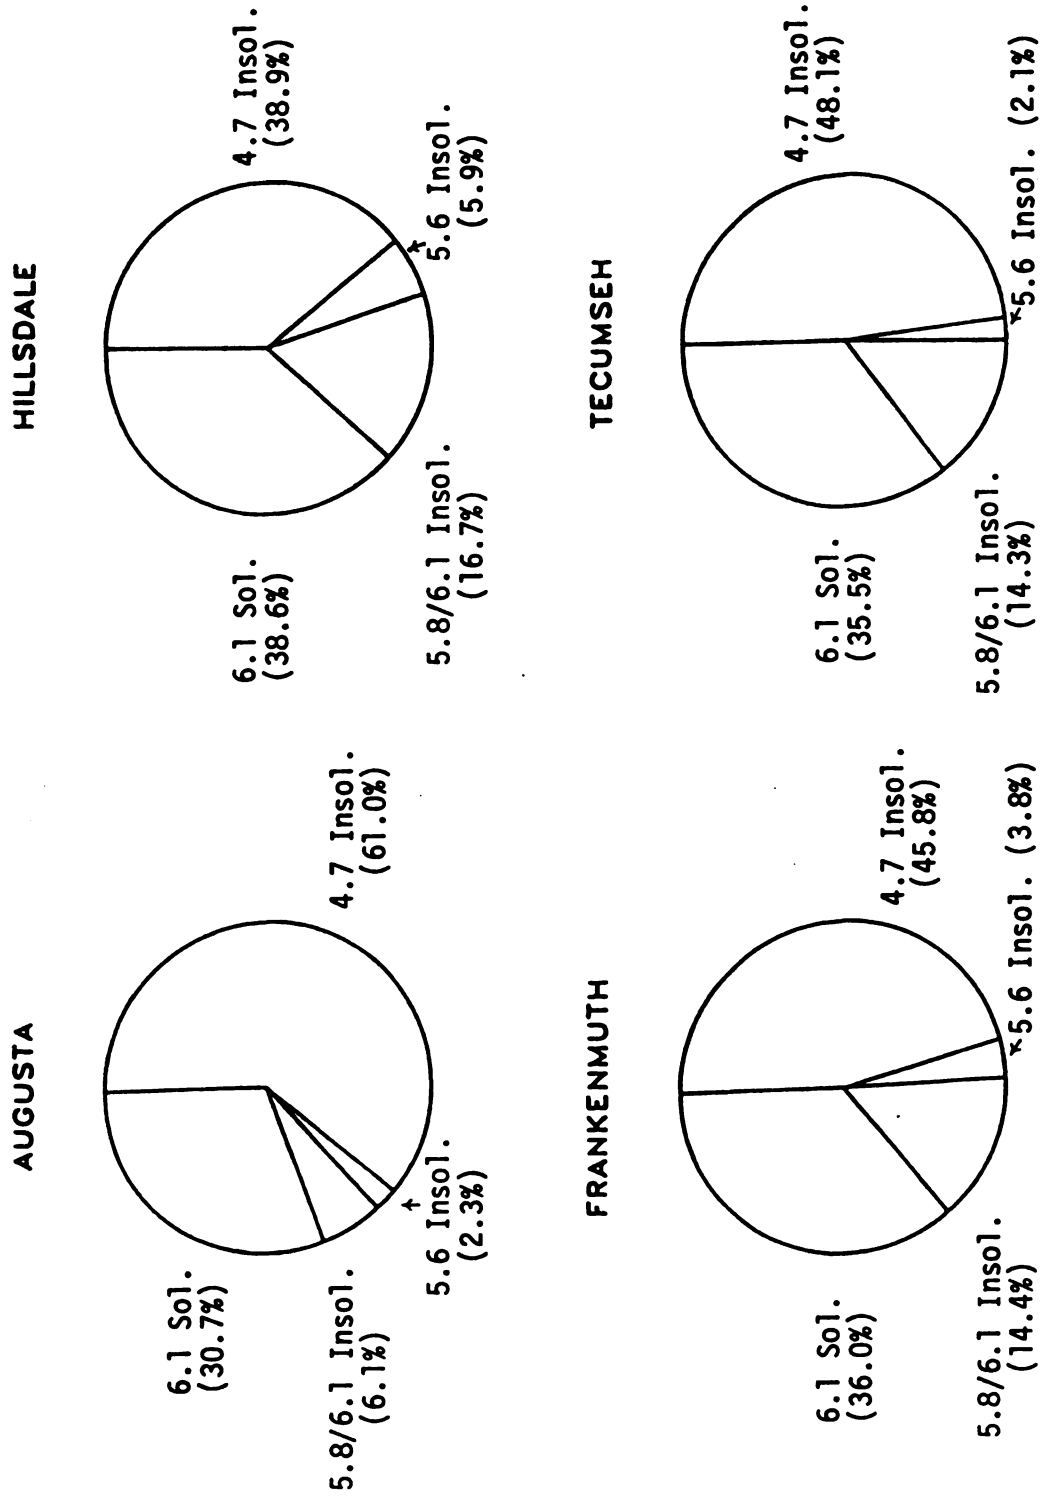 AUGUSTA
6.1 Sol.
(30.7%)
4.7 Insol.
(61.0%)
5.8/6.1 Insol.
(6.1%)
5.6 Insol.
(2.3%)
HILLSDALE
6.1 Sol.
(38.6%)
4.7 Insol.
(38.9%)
5.8/6.1 Insol.
(16.7%)
5.6 Insol.
(5.9%)
FRANKENMUTH
6.1 Sol.
(36.0%)
4.7 Insol.
(45.8%)
5.8/6.1 Insol.
(14.4%)
5.6 Insol. (3.8%)
TECUMSEH
6.1 Sol.
(35.5%)
4.7 Insol.
(48.1%)
5.8/6.1 Insol.
(14.3%)
5.6 Insol. (2.1%)